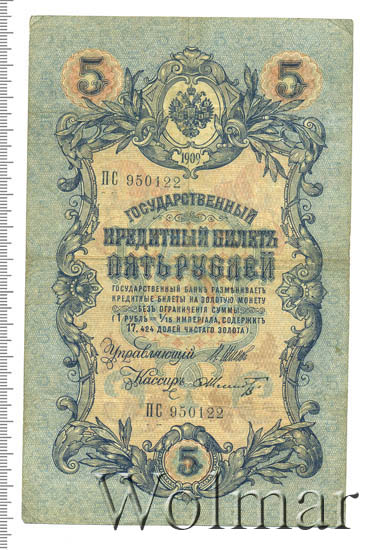 5 5
1909
ПС 950122
ГОСУДАРСТВЕННЫЙ
КРЕДИТНЫЙ БИЛЕТЪ
ПЯТЬ РУБЛЕЙ
ГОСУДАРСТВЕННЫЙ БАНКЪ РАЗМѢНИВАЕТЪ
КРЕДИТНЫЕ БИЛЕТЫ НА ЗОЛОТУЮ МОНЕТУ
БЕЗЪ ОГРАНИЧЕНІЯ СУММЫ
(1 РУБЛЬ = 1/15 ИМПЕРІАЛА, СОДЕРЖИТЪ
17,424 ДОЛЕЙ ЧИСТАГО ЗОЛОТА).
Управляющій
Кассиръ
ПС 950122
5
Wolmar